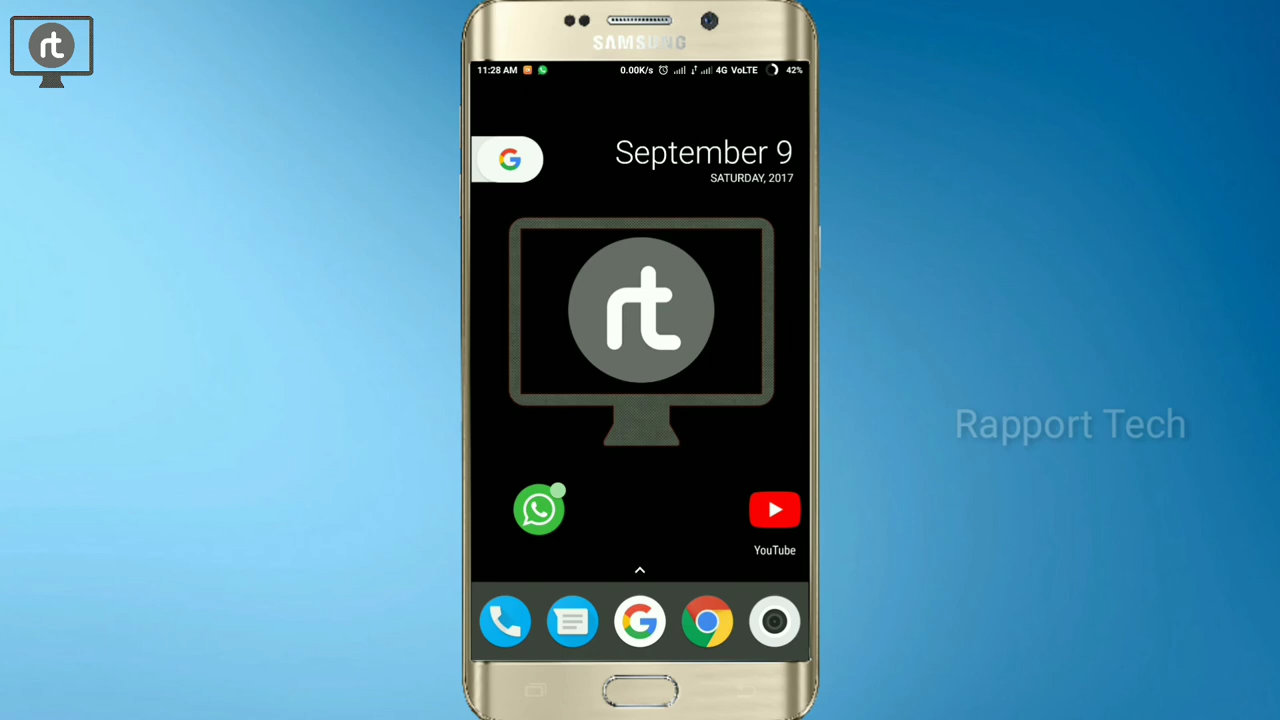 rt
SAMSUNG
11:28 AM 0.00K/s 4G VoLTE 42%
G
September 9
SATURDAY, 2017
rt
Rapport Tech
YouTube
G